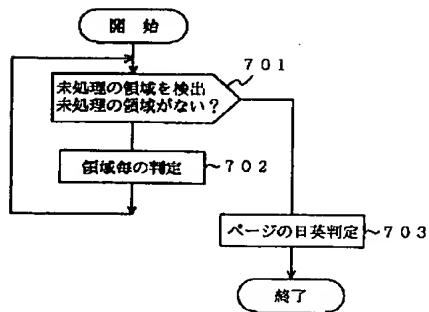 開　始
701
未処理の領域を検出
未処理の領域がない？
領域毎の判定
702
ページの日英判定
703
終了